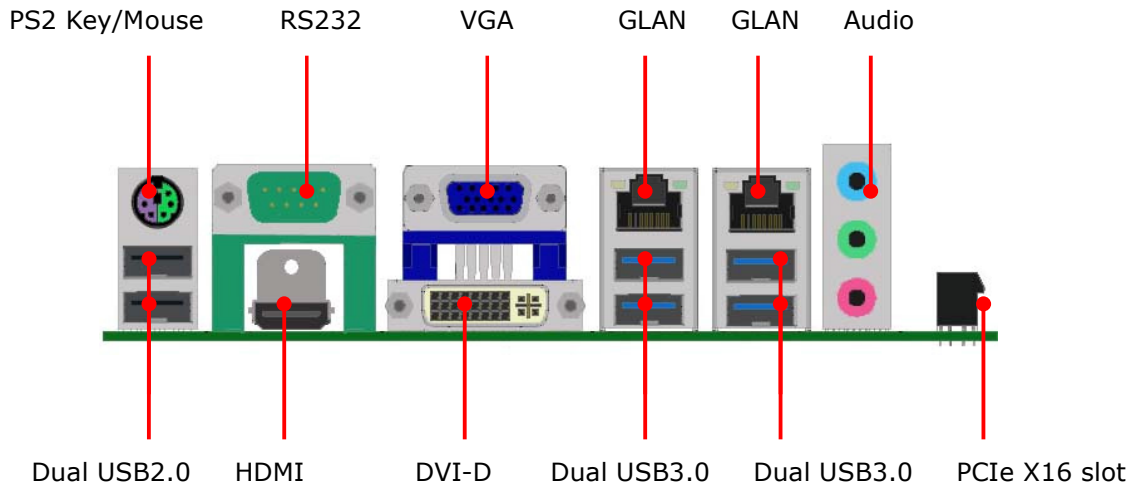 PS2 Key/Mouse RS232 VGA GLAN GLAN Audio
Dual USB2.0 HDMI DVI-D Dual USB3.0 Dual USB3.0 PCIe X16 slot